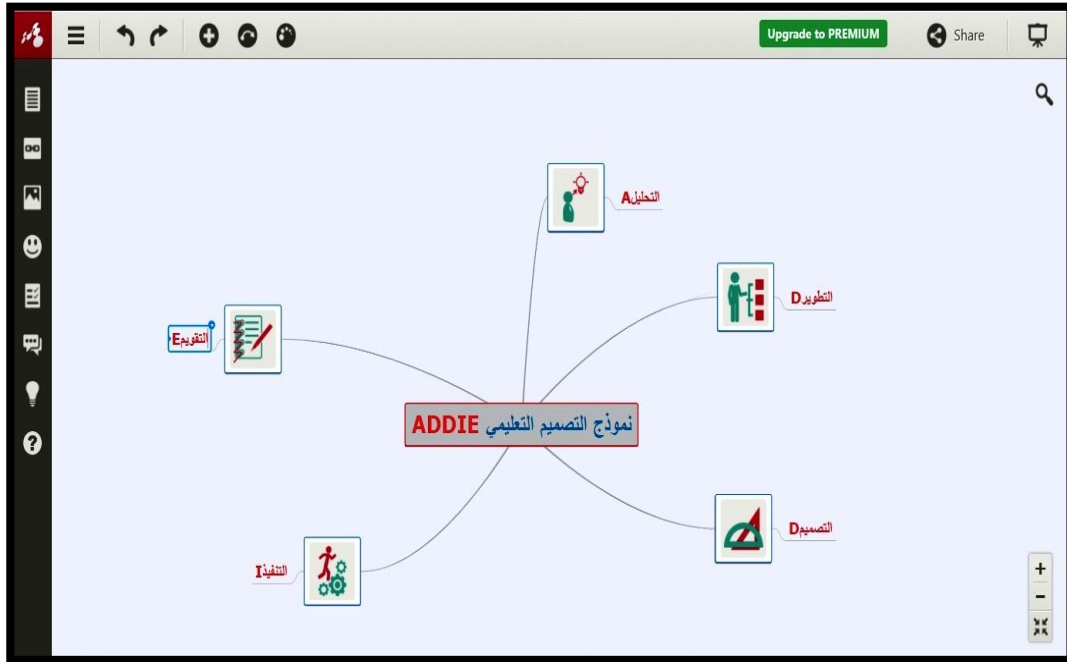 Upgrade to PREMIUM
Share
التحليلA
التطويرD
التقويمE
نموذج التصميم التعليمي ADDIE
التصميمD
التنفيذI